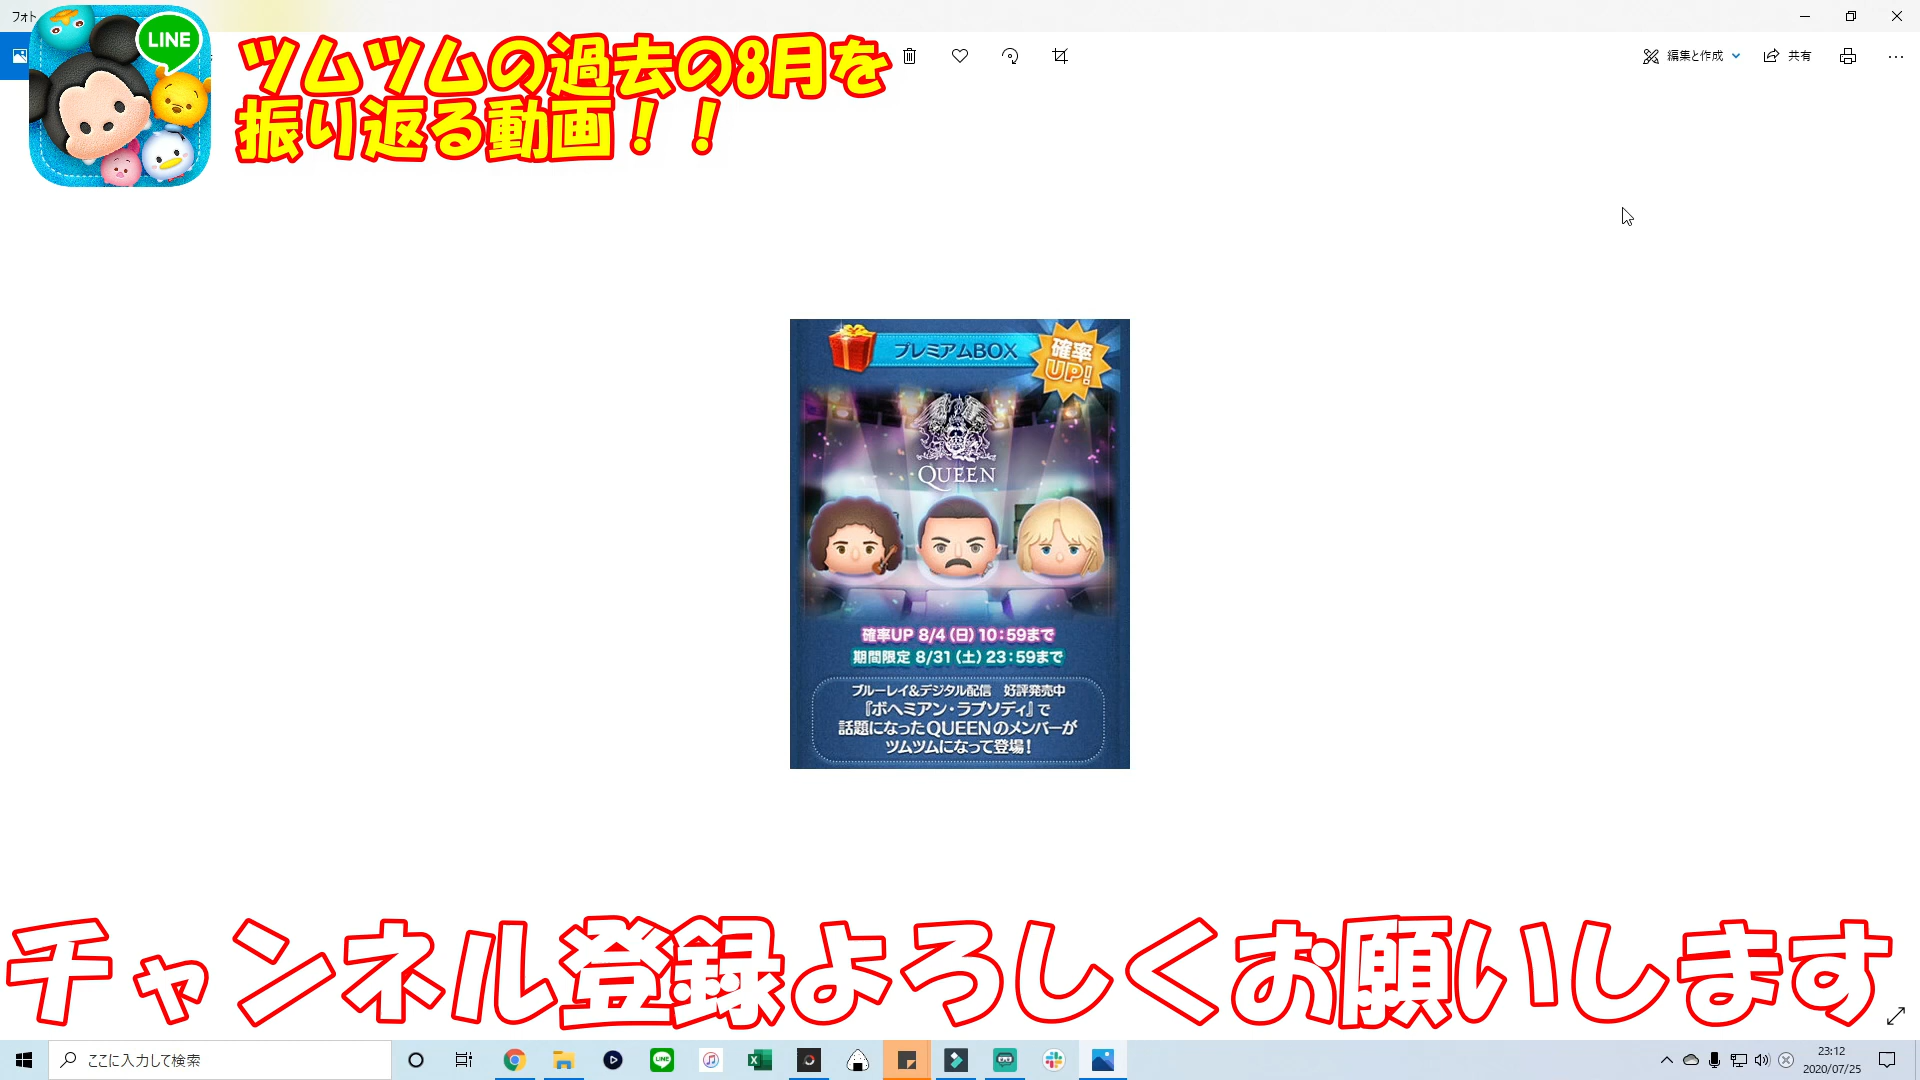 フォト
LINE
ツムツムの過去の8月を
振り返る動画！！
編集と作成
共有
プレミアムBOX
確率
UP!
QUEEN
確率UP 8/4（日）10：59まで
期間限定 8/31（土）23：59まで
ブルーレイ&デジタル配信　好評発売中
『ボヘミアン・ラプソディ』で
話題になったQUEENのメンバーが
ツムツムになって登場！
チャンネル登録よろしくお願いします
ここに入力して検索
23:12
2020/07/25